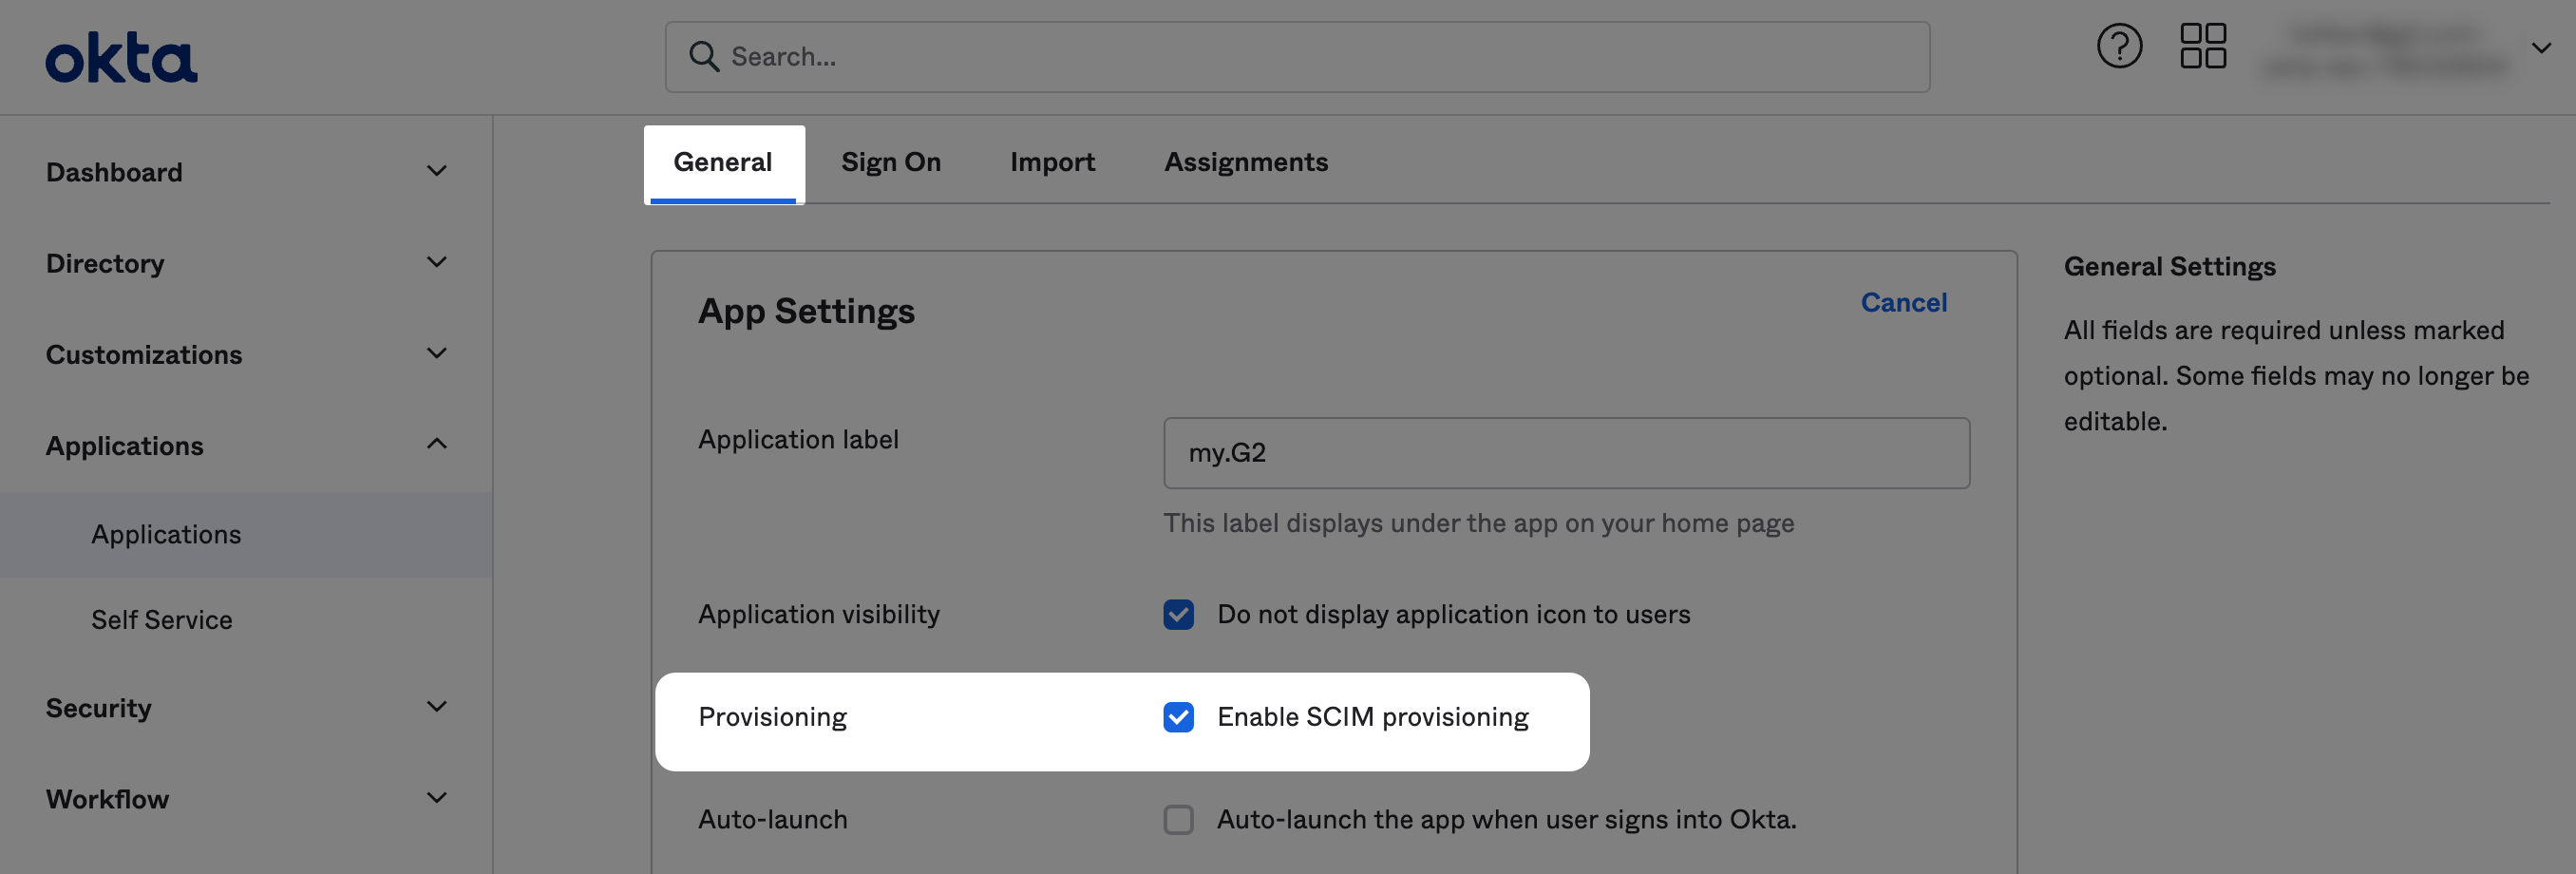 okta
Search...
Dashboard
Directory
Customizations
Applications
Applications
Self Service
Security
Workflow
General
Sign On
Import
Assignments
App Settings
Cancel
Application label
my.G2
This label displays under the app on your home page
Application visibility
Do not display application icon to users
Provisioning
Enable SCIM provisioning
Auto-launch
Auto-launch the app when user signs into Okta.
General Settings
All fields are required unless marked
optional. Some fields may no longer be
editable.